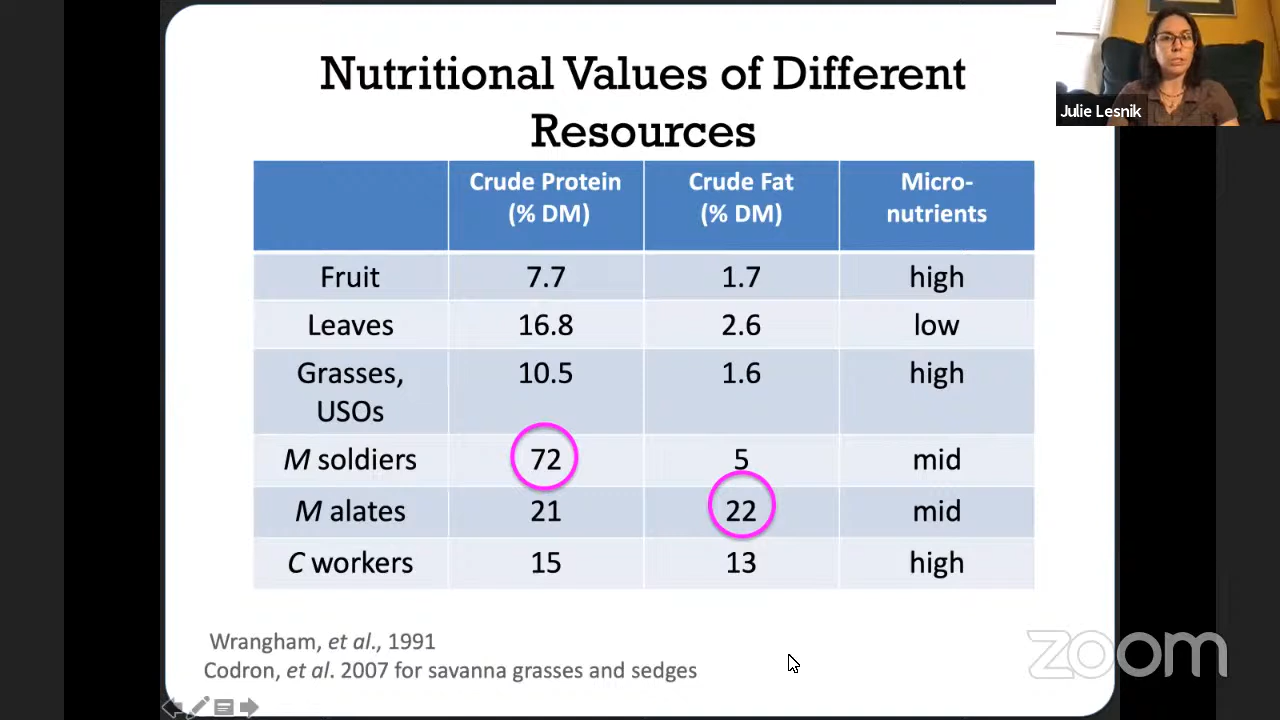 Nutritional Values of Different
Resources
Julie Lesnik
Crude Protein
(% DM)
Crude Fat
(% DM)
Micro-
nutrients
Fruit 7.7 1.7 high
Leaves 16.8 2.6 low
Grasses, 10.5 1.6 high
USOs
M soldiers 72 5 mid
M alates 21 22 mid
C workers 15 13 high
Wrangham, et al., 1991
Codron, et al. 2007 for savanna grasses and sedges
zoom